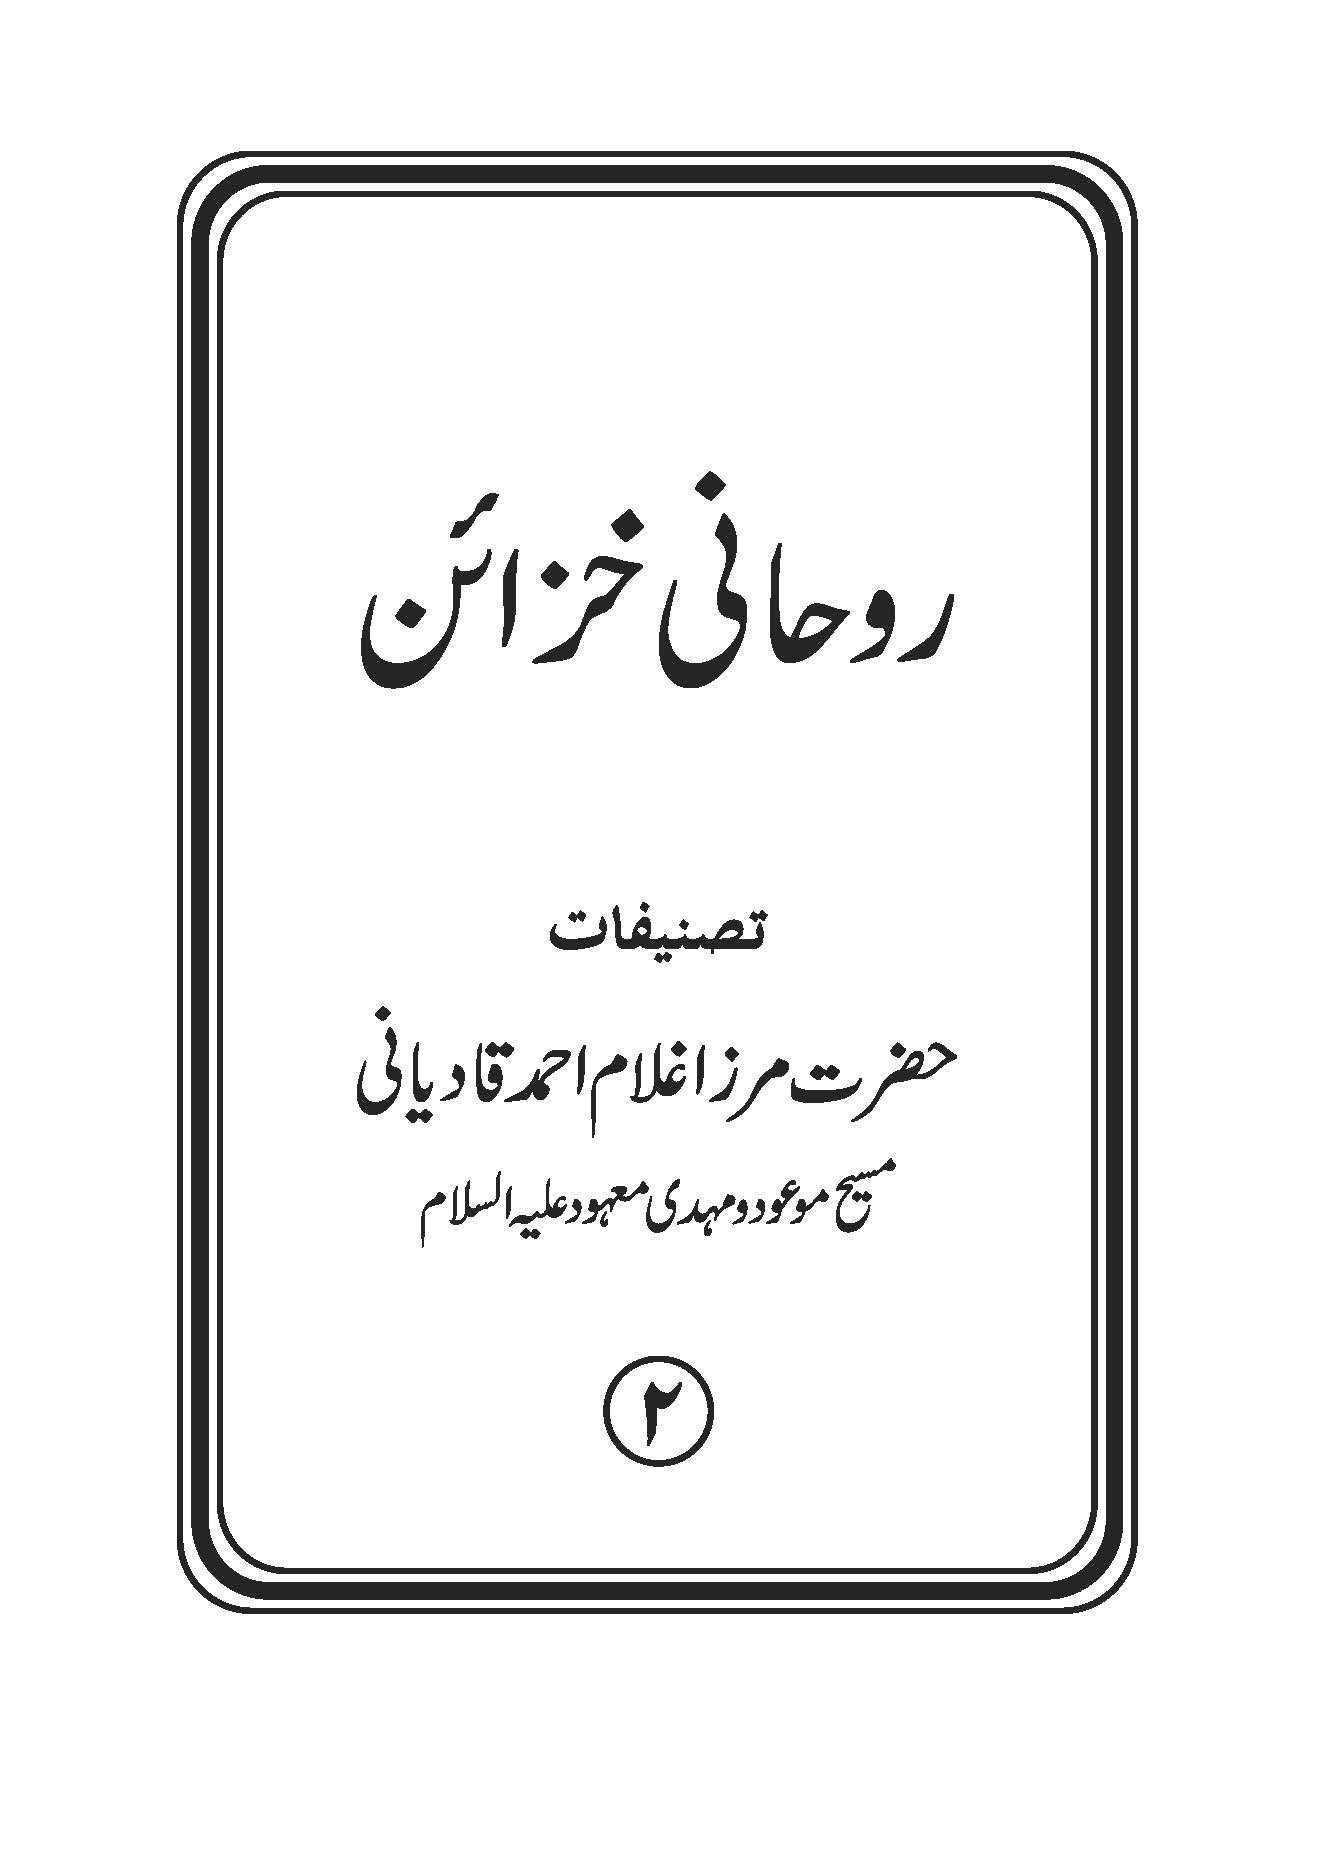 روحانی خزائن
تصنیفات
حضرت مرزا غلام احمد قادیانی
مسیح موعود و مہدی معہود علیہ السلام
۲